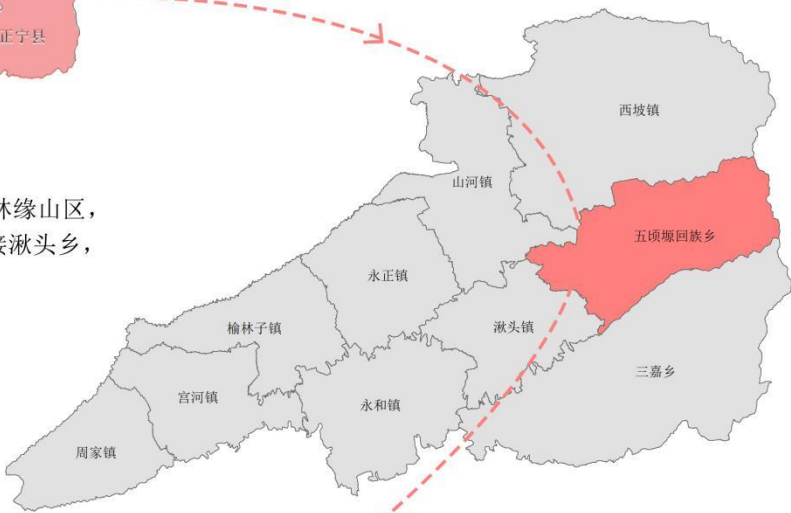 正宁县
西坡镇
山河镇
林缘山区，
接湫头乡，
五顷塬回族乡
永正镇
湫头镇
榆林子镇
三嘉乡
宫河镇
永和镇
周家镇